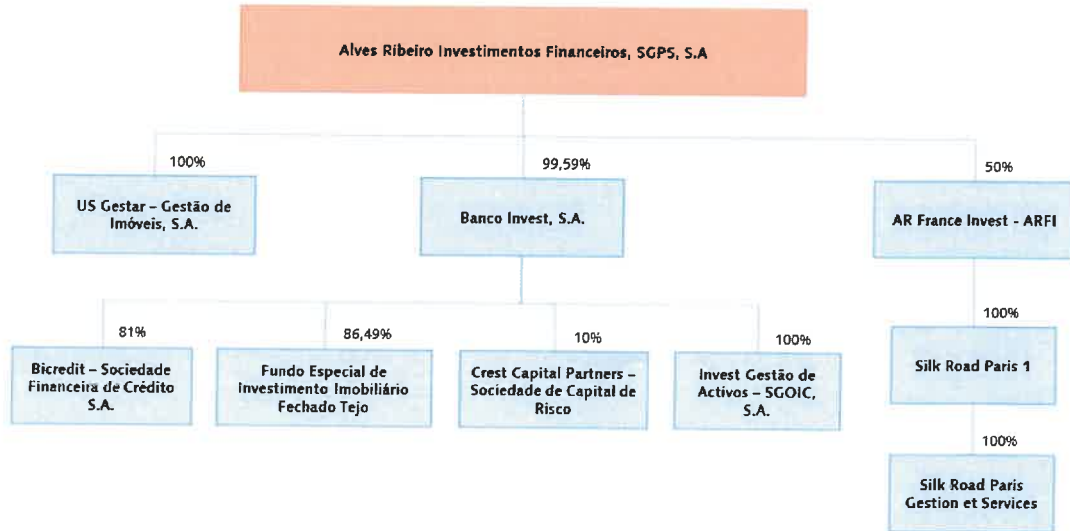 Alves Ribeiro Investimentos Financeiros, SGPS, S.A
100%
99,59%
50%
US Gestar – Gestão de
Imóveis, S.A.
Banco Invest, S.A.
AR France Invest - ARFI
81%
86,49%
10%
100%
100%
Bicredit – Sociedade
Financeira de Crédito
S.A.
Fundo Especial de
Investimento Imobiliário
Fechado Tejo
Crest Capital Partners –
Sociedade de Capital de
Risco
Invest Gestão de
Activos – SGOIC,
S.A.
Silk Road Paris 1
100%
Silk Road Paris
Gestion et Services